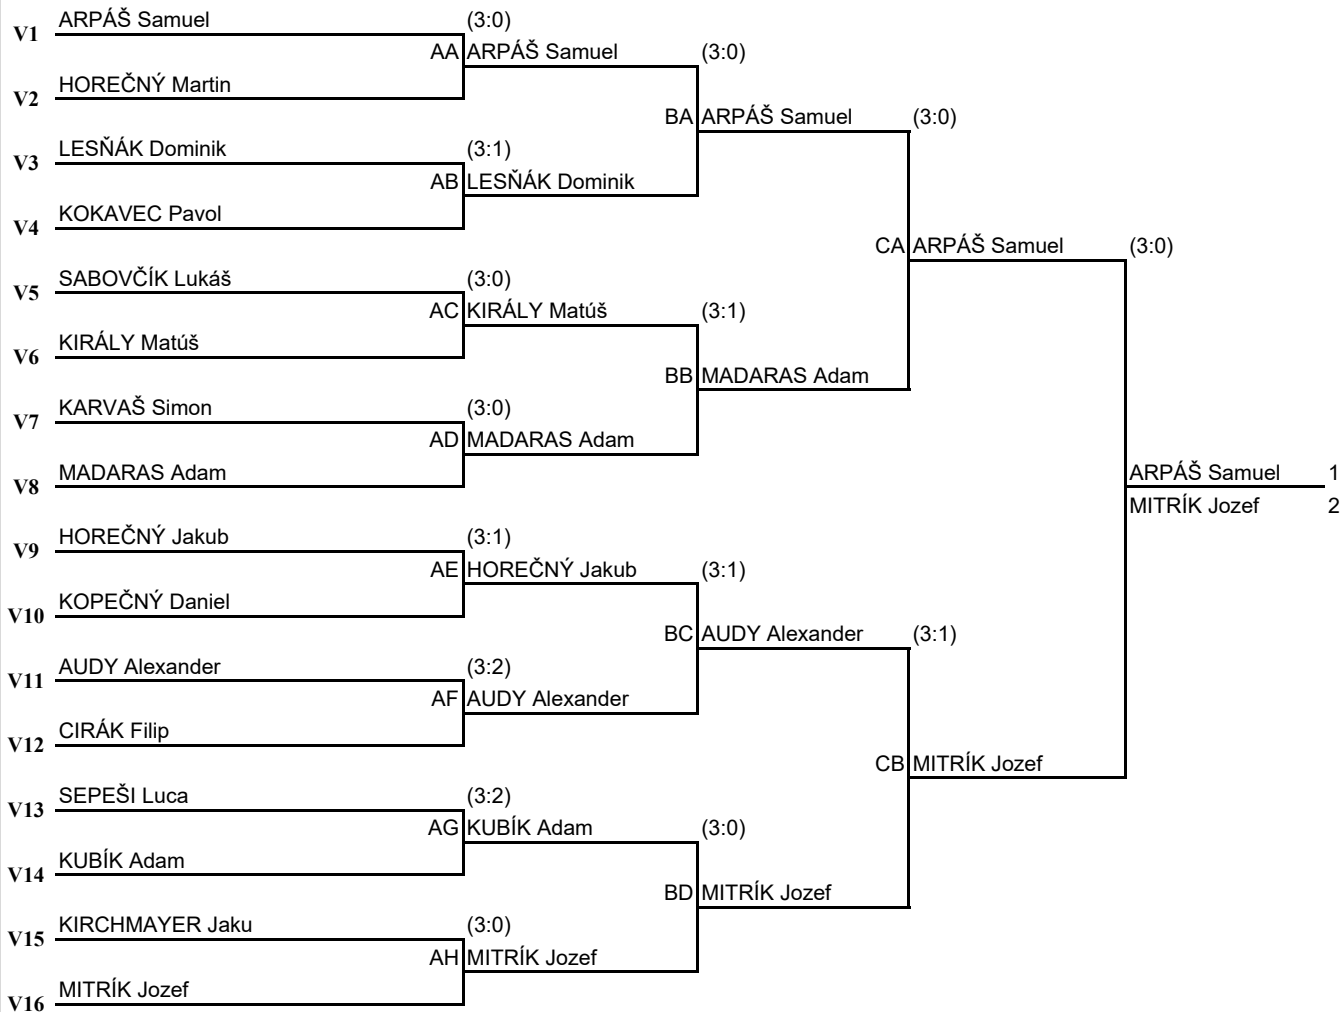 V1 ARPÁŠ Samuel (3:0)
AA ARPÁŠ Samuel (3:0)
V2 HOREČNÝ Martin
BA ARPÁŠ Samuel (3:0)
V3 LESŇÁK Dominik (3:1)
AB LESŇÁK Dominik
V4 KOKAVEC Pavol
CA ARPÁŠ Samuel (3:0)
V5 SABOVČÍK Lukáš (3:0)
AC KIRÁLY Matúš (3:1)
V6 KIRÁLY Matúš
BB MADARAS Adam
V7 KARVAŠ Simon (3:0)
AD MADARAS Adam
V8 MADARAS Adam
ARPÁŠ Samuel 1
MITRÍK Jozef 2
V9 HOREČNÝ Jakub (3:1)
AE HOREČNÝ Jakub (3:1)
V10 KOPEČNÝ Daniel
BC AUDY Alexander (3:1)
V11 AUDY Alexander (3:2)
AF AUDY Alexander
V12 CIRÁK Filip
CB MITRÍK Jozef
V13 SEPEŠI Luca (3:2)
AG KUBÍK Adam (3:0)
V14 KUBÍK Adam
BD MITRÍK Jozef
V15 KIRCHMAYER Jaku (3:0)
AH MITRÍK Jozef
V16 MITRÍK Jozef